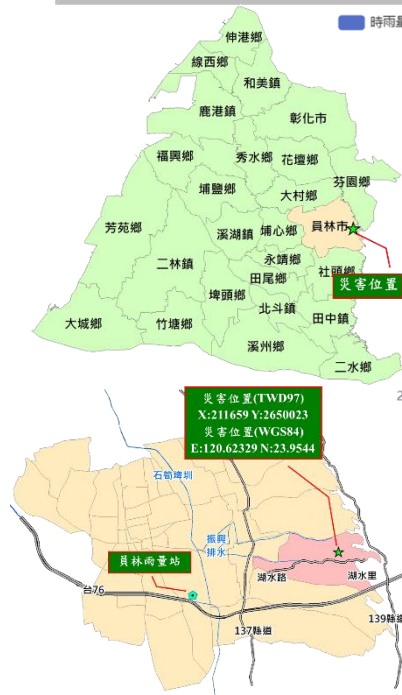 時雨量
伸港鄉
線西鄉
和美鎮
鹿港鎮
彰化市
福興鄉
秀水鄉
花壇鄉
芬園鄉
埔鹽鄉
大村鄉
芳苑鄉
溪湖鎮
埔心鄉
員林市
二林鎮
永靖鄉
社頭鄉
田尾鄉
災害位置
埤頭鄉
北斗鎮
大城鄉
竹塘鄉
田中鎮
溪州鄉
二水鄉
2
災害位置(TWD97)
X:211659 Y:2650023
災害位置(WGS84)
E:120.62329 N:23.9544
石筍埤圳
振興
排水
員林雨量站
湖水路
湖水里
台76
139縣道
137縣道